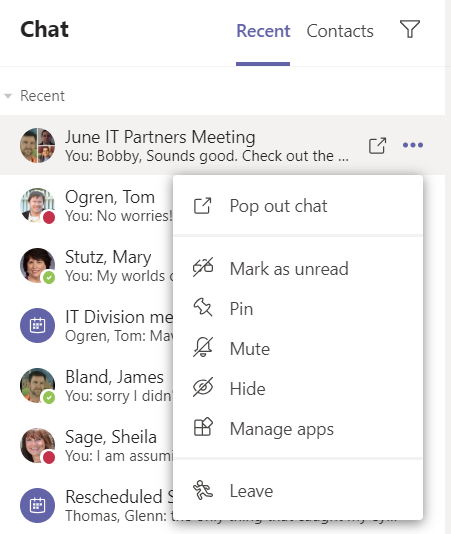 Chat
Recent Contacts
Recent
June IT Partners Meeting
You: Bobby, Sounds good. Check out the ...
Ogren, Tom
You: No worries!
Stutz, Mary
You: My worlds
IT Division me
Ogren, Tom:
Bland, James
You: sorry I didn'
Sage, Sheila
You: I am assumi
Rescheduled S
Thomas, Glenn: the only thing that caught my
Pop out chat
Mark as unread
Pin
Mute
Hide
Manage apps
Leave